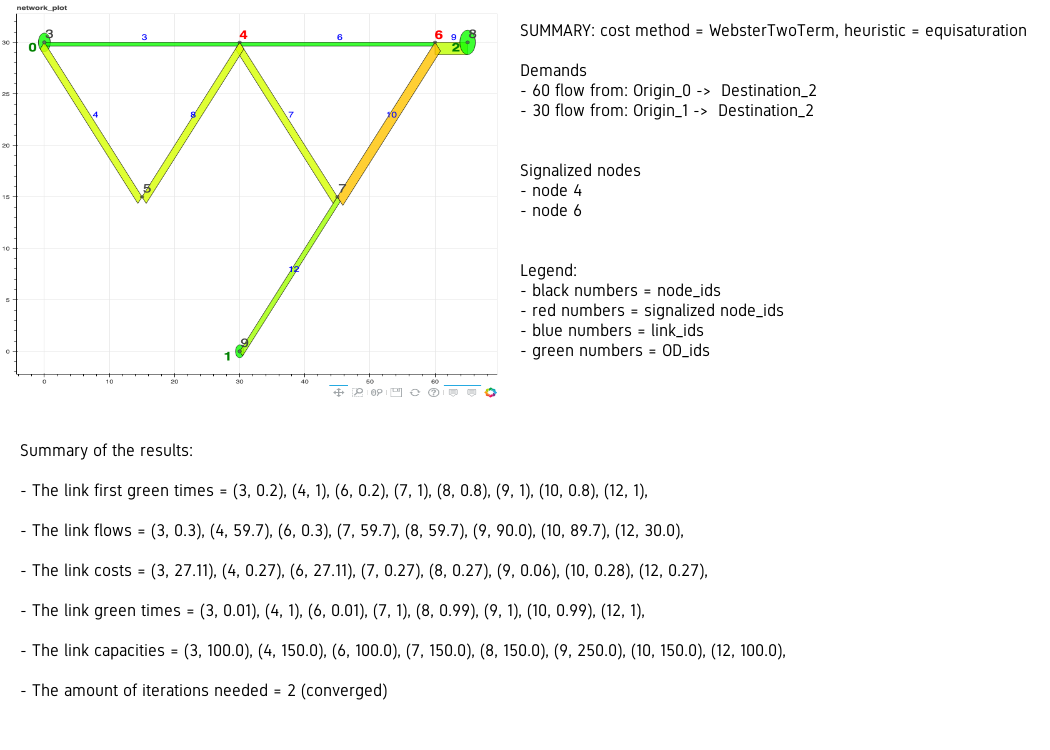 network_plot
SUMMARY: cost method = WebsterTwoTerm, heuristic = equisaturation
Demands
- 60 flow from: Origin_0 -> Destination_2
- 30 flow from: Origin_1 -> Destination_2
Signalized nodes
- node 4
- node 6
Legend:
- black numbers = node_ids
- red numbers = signalized node_ids
- blue numbers = link_ids
- green numbers = OD_ids
3 3 4 6 6 9 8
0 2
30
25
4 8 7 10
20
5 7
15
10
12
5
9
0
1
0 10 20 30 40 50 60
Summary of the results:
- The link first green times = (3, 0.2), (4, 1), (6, 0.2), (7, 1), (8, 0.8), (9, 1), (10, 0.8), (12, 1),
- The link flows = (3, 0.3), (4, 59.7), (6, 0.3), (7, 59.7), (8, 59.7), (9, 90.0), (10, 89.7), (12, 30.0),
- The link costs = (3, 27.11), (4, 0.27), (6, 27.11), (7, 0.27), (8, 0.27), (9, 0.06), (10, 0.28), (12, 0.27),
- The link green times = (3, 0.01), (4, 1), (6, 0.01), (7, 1), (8, 0.99), (9, 1), (10, 0.99), (12, 1),
- The link capacities = (3, 100.0), (4, 150.0), (6, 100.0), (7, 150.0), (8, 150.0), (9, 250.0), (10, 150.0), (12, 100.0),
- The amount of iterations needed = 2 (converged)